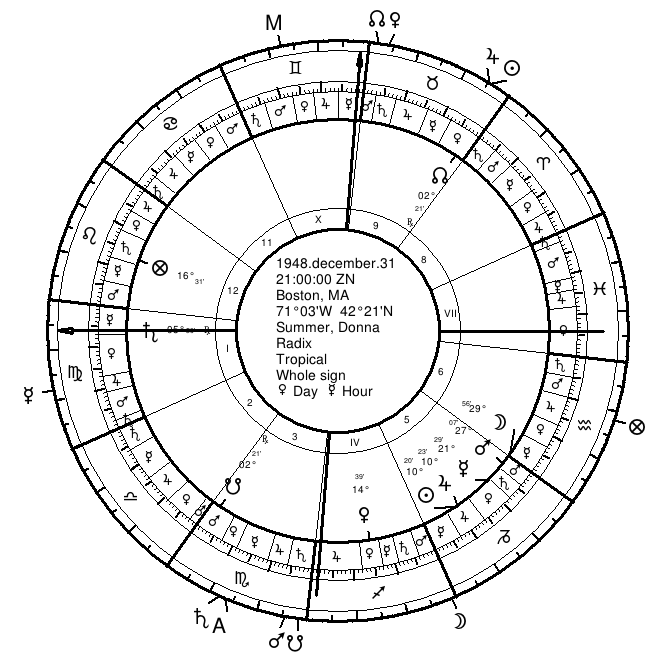 M ☊ ♀
♃ ☉
♊ ♉
♋ ♈
♌ ♓
♍ ♒
♎ ♑
♏ ♐
☿
⊗
♄ A
♂ ☋
☽
X
11 9
12 8
I VII
2 6
3 IV 5
☊
02°
21' ℞
⊗ 16° 31'
♄ ℞
1948.december.31
21:00:00 ZN
Boston, MA
71°03'W 42°21'N
Summer, Donna
Radix
Tropical
Whole sign
♀ Day ☿ Hour
℞
21'
02°
☋
39'
14°
♀
56' 29° ☽
07' 27 ♂
29' 21° ☿
23' 10° ♃
20' 10° ☉